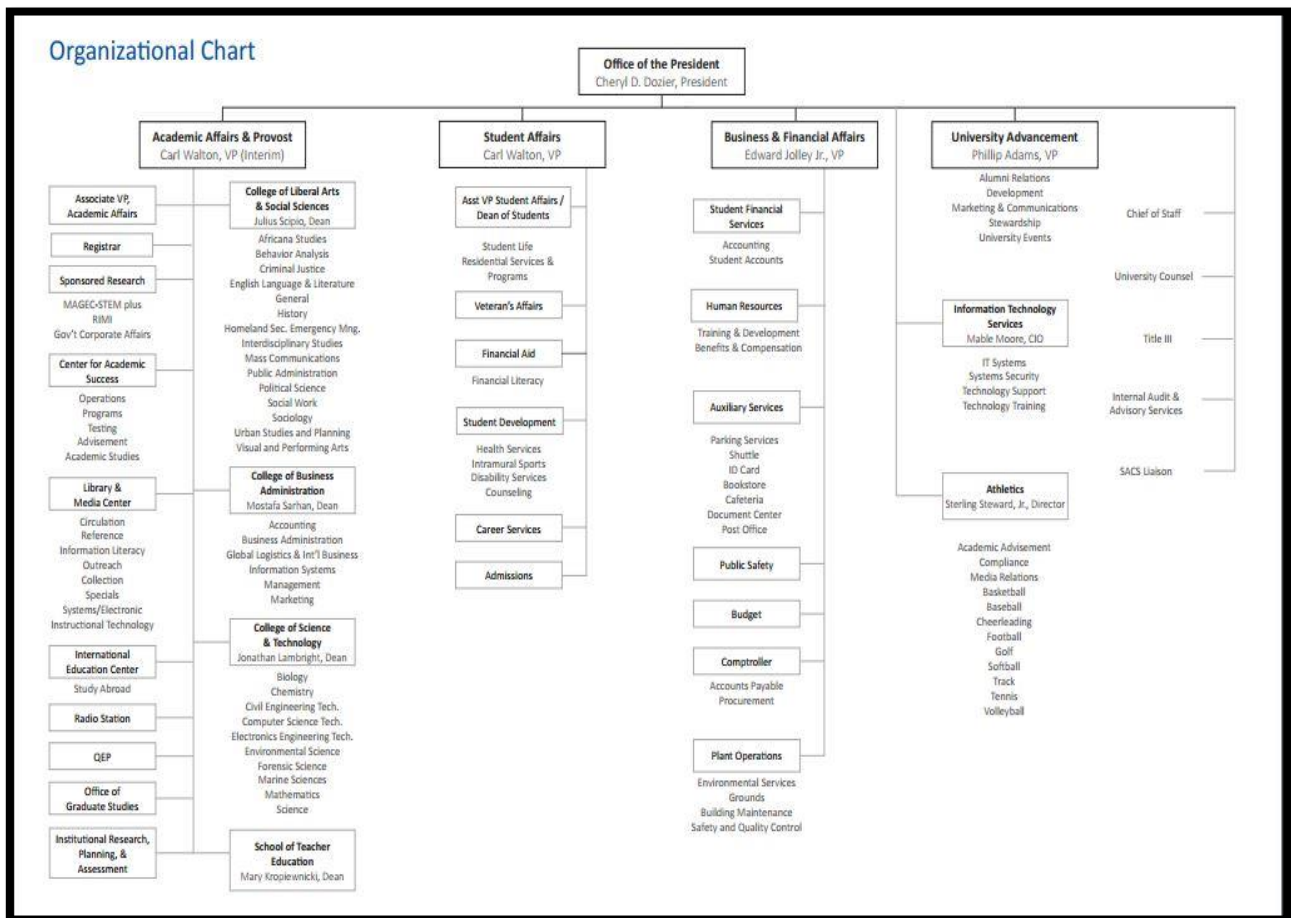 Organizational Chart
Office of the President
Cheryl D. Dozier, President
Academic Affairs & Provost
Carl Walton, VP (Interim)
Associate VP,
Academic Affairs
Registrar
Sponsored Research
MAGEC-STEM plus
RIMI
Gov't Corporate Affairs
Center for Academic
Success
Operations
Programs
Testing
Advisement
Academic Studies
Library &
Media Center
Circulation
Reference
Information Literacy
Outreach
Collection
Specials
Systems/Electronic
Instructional Technology
International
Education Center
Study Abroad
Radio Station
QEP
Office of
Graduate Studies
Institutional Research,
Planning, &
Assessment
College of Liberal Arts
& Social Sciences
Julius Scipio, Dean
Africana Studies
Behavior Analysis
Criminal Justice
English Language & Literature
General
History
Homeland Sec. Emergency Mng.
Interdisciplinary Studies
Mass Communications
Public Administration
Political Science
Social Work
Sociology
Urban Studies and Planning
Visual and Performing Arts
College of Business
Administration
Mostafa Sarhan, Dean
Accounting
Business Administration
Global Logistics & Int'l Business
Information Systems
Management
Marketing
College of Science
& Technology
Jonathan Lambright, Dean
Biology
Chemistry
Civil Engineering Tech.
Computer Science Tech.
Electronics Engineering Tech.
Environmental Science
Forensic Science
Marine Sciences
Mathematics
Science
School of Teacher
Education
Mary Kropiewnicki, Dean
Student Affairs
Carl Walton, VP
Asst VP Student Affairs /
Dean of Students
Student Life
Residential Services &
Programs
Veteran's Affairs
Financial Aid
Financial Literacy
Student Development
Health Services
Intramural Sports
Disability Services
Counseling
Career Services
Admissions
Business & Financial Affairs
Edward Jolley Jr., VP
Student Financial
Services
Accounting
Student Accounts
Human Resources
Training & Development
Benefits & Compensation
Auxiliary Services
Parking Services
Shuttle
ID Card
Bookstore
Cafeteria
Document Center
Post Office
Public Safety
Budget
Comptroller
Accounts Payable
Procurement
Plant Operations
Environmental Services
Grounds
Building Maintenance
Safety and Quality Control
University Advancement
Phillip Adams, VP
Alumni Relations
Development
Marketing & Communications
Stewardship
University Events
Information Technology
Services
Mable Moore, CIO
IT Systems
Systems Security
Technology Support
Technology Training
Athletics
Sterling Steward, Jr., Director
Academic Advisement
Compliance
Media Relations
Basketball
Baseball
Cheerleading
Football
Golf
Softball
Track
Tennis
Volleyball
Chief of Staff
University Counsel
Title III
Internal Audit &
Advisory Services
SACS Liaison